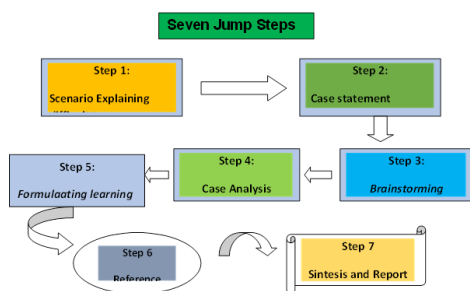 Seven Jump Steps
Step 1:
Scenario Explaining
Step 2:
Case statement
Step 3:
Brainstorming
Step 4:
Case Analysis
Step 5:
Formulaating learning
Step 6
Reference
Step 7
Sintesis and Report